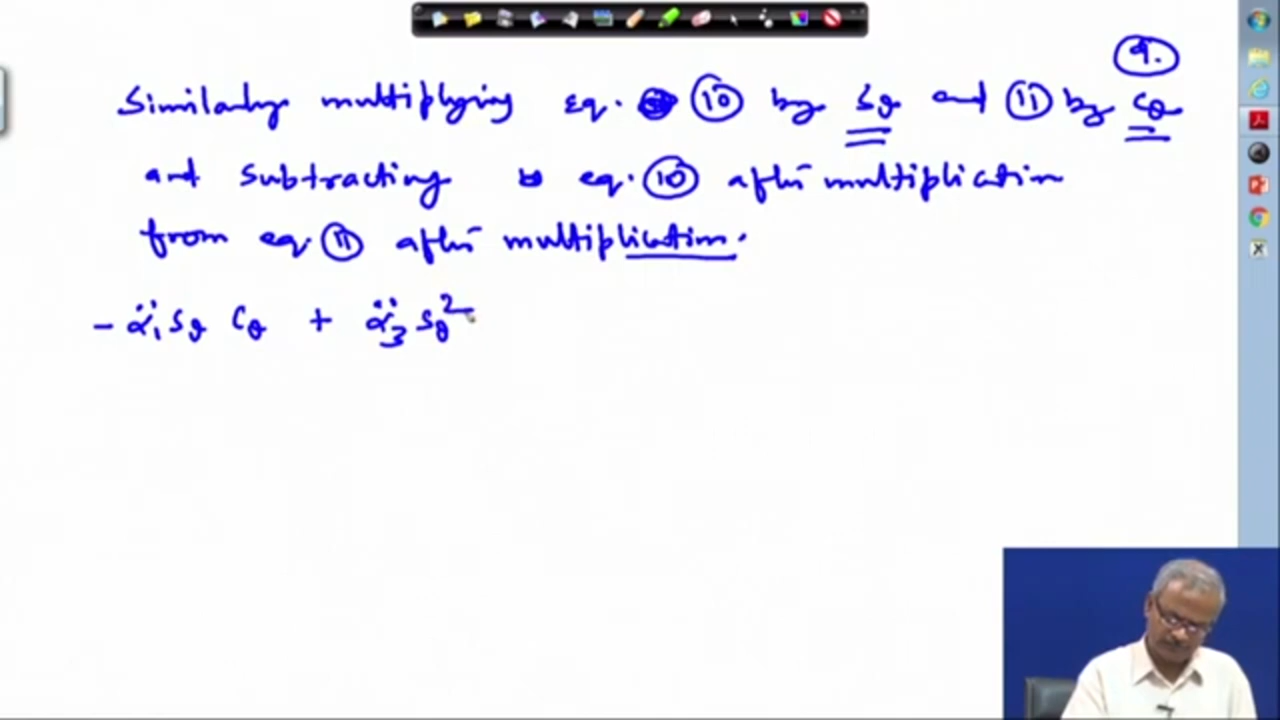 9.
Similarly multiplying eq. ⑩ by Sθ and ⑪ by Cθ
and subtracting eq. ⑩ after multiplication
from eq. ⑪ after multiplication.
- α̈₁ Sθ Cθ + α̈₃ Sθ²